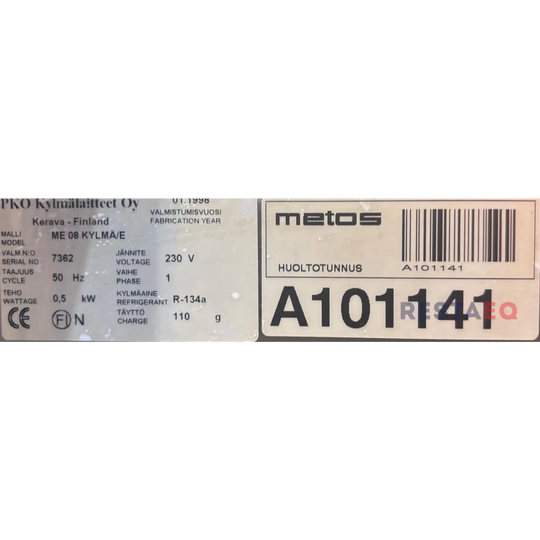 PKO Kylmälaitteet Oy
Kerava - Finland
01.1998
VALMISTUMISVUOSI
FABRICATION YEAR
MALLI
MODEL
ME 08 KYLMÄ/E
VALM.N:O
SERIAL NO
7362
JÄNNITE
VOLTAGE
230 V
TAAJUUS
CYCLE
50 Hz
VAIHE
PHASE
1
TEHO
WATTAGE
0,5 kW
KYLMÄAINE
REFRIGERANT
R-134a
CE
FI N
TÄYTTÖ
CHARGE
110 g
metos
HUOLTOTUNNUS
A101141
A101141
RESTAEQ